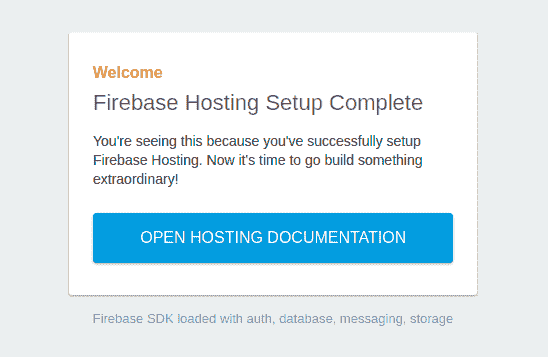 Welcome
Firebase Hosting Setup Complete
You're seeing this because you've successfully setup
Firebase Hosting. Now it's time to go build something
extraordinary!
OPEN HOSTING DOCUMENTATION
Firebase SDK loaded with auth, database, messaging, storage